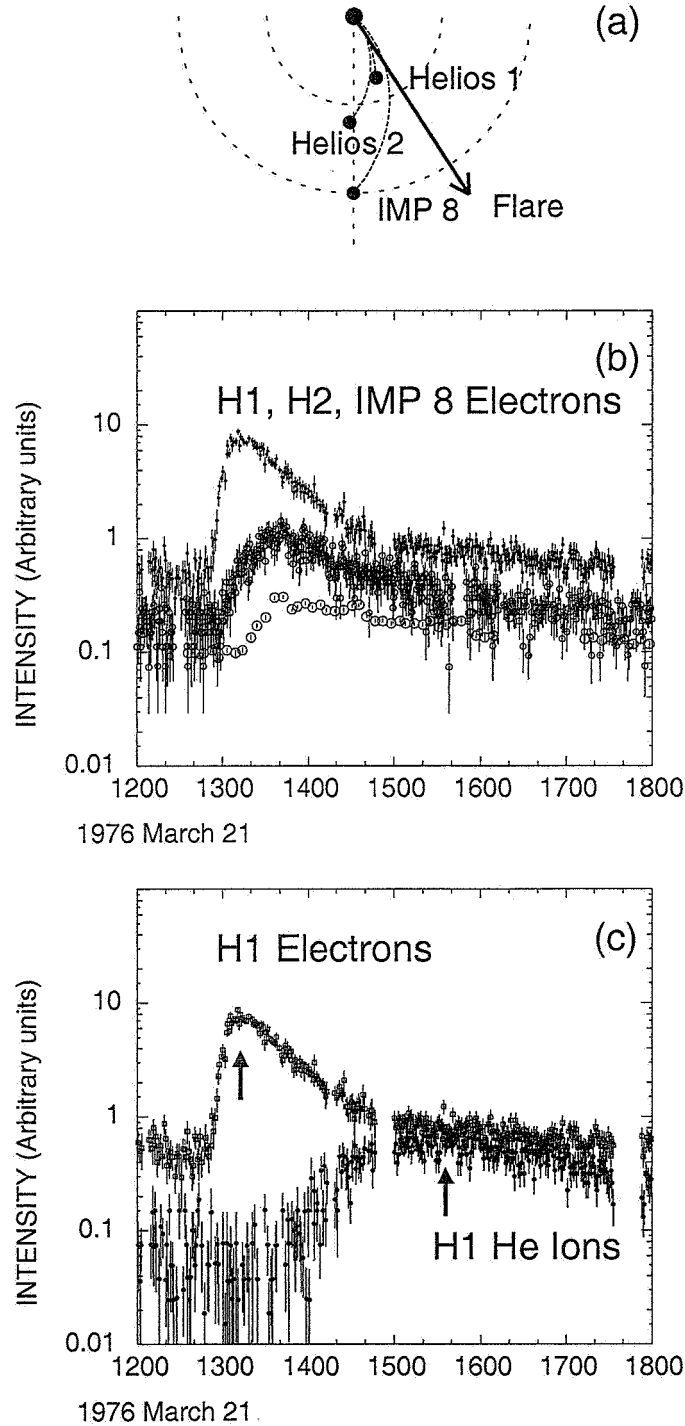 (a)
Helios 1
Helios 2
IMP 8 Flare
(b)
H1, H2, IMP 8 Electrons
INTENSITY (Arbitrary units)
10
1
0.1
0.01
1200 1300 1400 1500 1600 1700 1800
1976 March 21
(c)
H1 Electrons
INTENSITY (Arbitrary units)
10
1
0.1
0.01
H1 He Ions
1200 1300 1400 1500 1600 1700 1800
1976 March 21